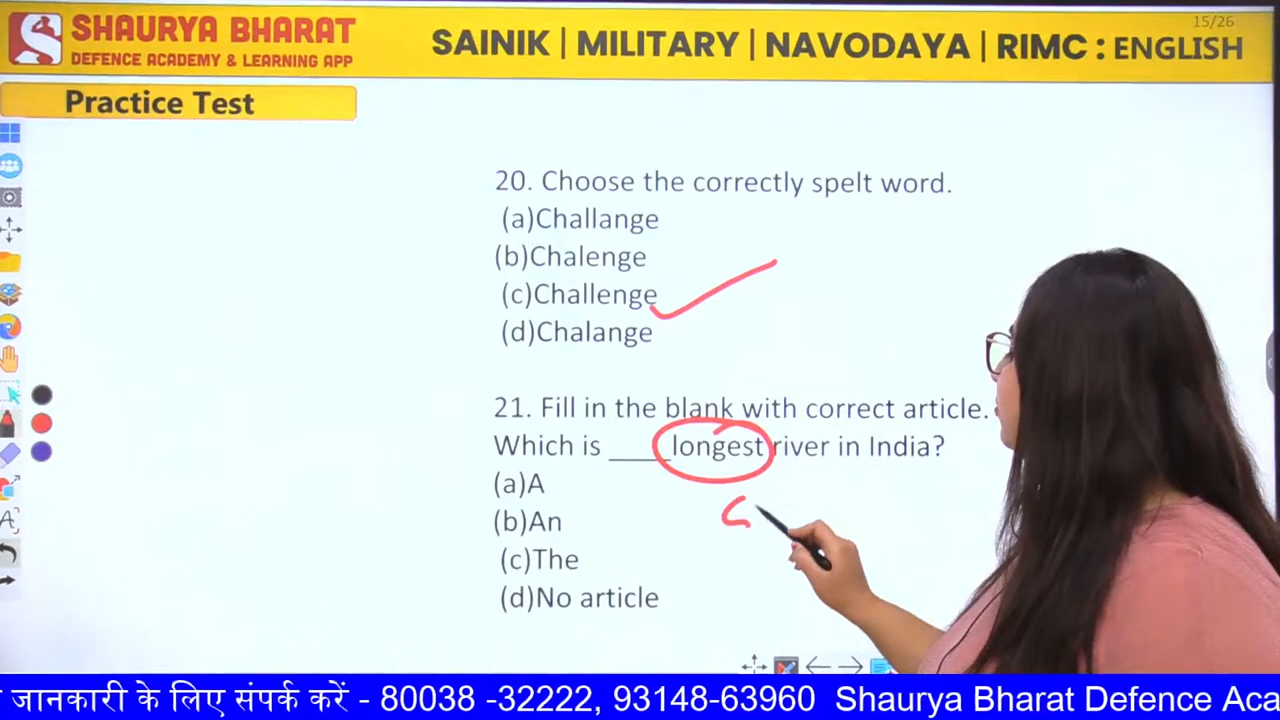 SHAURYA BHARAT
DEFENCE ACADEMY & LEARNING APP
SAINIK | MILITARY | NAVODAYA | RIMC : ENGLISH
15/26
Practice Test
20. Choose the correctly spelt word.
(a)Challange
(b)Chalenge
(c)Challenge
(d)Chalange
21. Fill in the blank with correct article.
Which is ____longest river in India?
(a)A
(b)An
(c)The
(d)No article
जानकारी के लिए संपर्क करें - 80038 -32222, 93148-63960 Shaurya Bharat Defence Aca